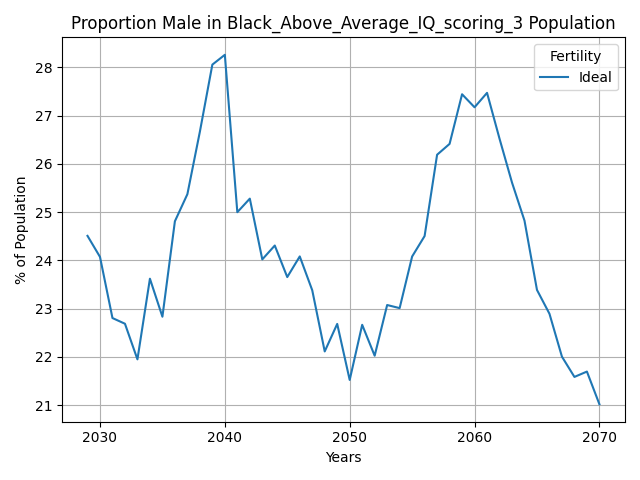 Proportion Male in Black_Above_Average_IQ_scoring_3 Population
Fertility
Ideal
% of Population
28
27
26
25
24
23
22
21
2030 2040 2050 2060 2070
Years